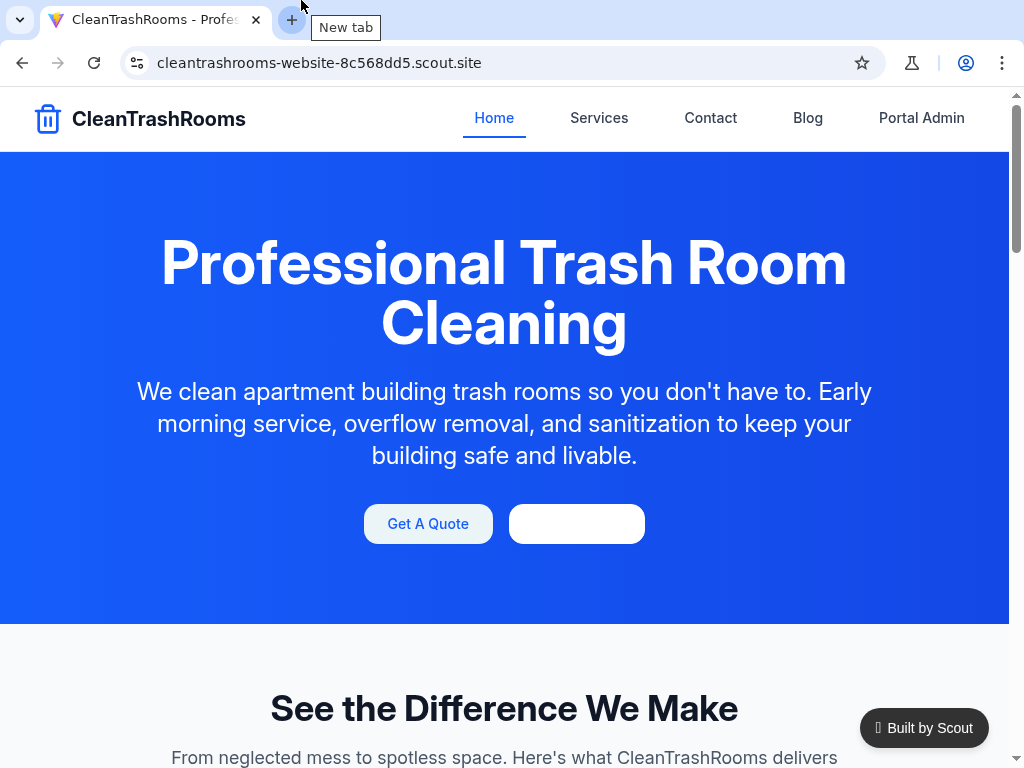 CleanTrashRooms - Profes
New tab
cleantrashrooms-website-8c568dd5.scout.site
CleanTrashRooms
Home
Services
Contact
Blog
Portal Admin
Professional Trash Room
Cleaning
We clean apartment building trash rooms so you don't have to. Early
morning service, overflow removal, and sanitization to keep your
building safe and livable.
Get A Quote
See the Difference We Make
From neglected mess to spotless space. Here's what CleanTrashRooms delivers
Built by Scout